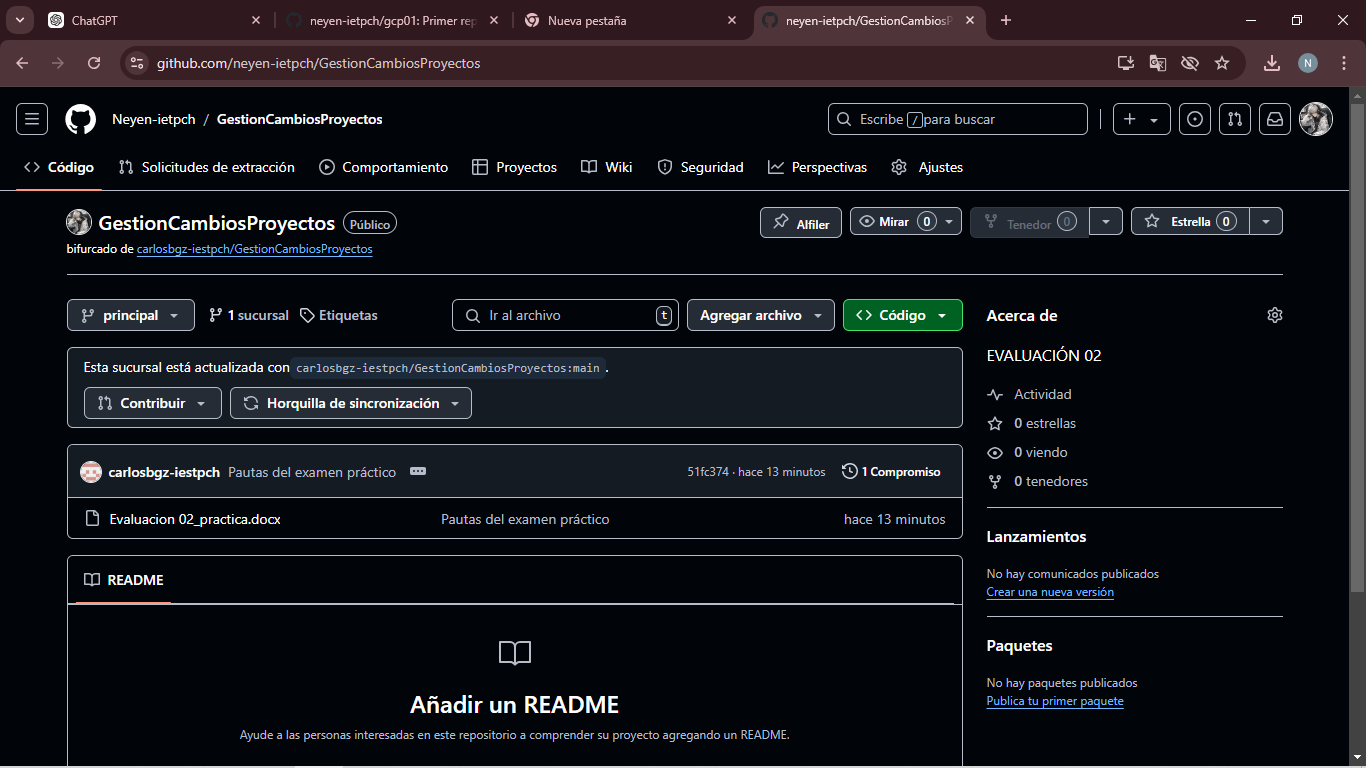 ChatGPT
neyen-ietpch/gcp01: Primer rep
Nueva pestaña
neyen-ietpch/GestionCambiosP
github.com/neyen-ietpch/GestionCambiosProyectos
N
Neyen-ietpch / GestionCambiosProyectos
Escribe / para buscar
Código
Solicitudes de extracción
Comportamiento
Proyectos
Wiki
Seguridad
Perspectivas
Ajustes
GestionCambiosProyectos Público
Alfiler
Mirar 0
Tenedor 0
Estrella 0
bifurcado de carlosbgz-iestpch/GestionCambiosProyectos
principal
1 sucursal
Etiquetas
Ir al archivo t
Agregar archivo
Código
Esta sucursal está actualizada con carlosbgz-iestpch/GestionCambiosProyectos:main .
Contribuir
Horquilla de sincronización
carlosbgz-iestpch Pautas del examen práctico
51fc374 · hace 13 minutos
1 Compromiso
Evaluacion 02_practica.docx
Pautas del examen práctico
hace 13 minutos
README
Añadir un README
Ayude a las personas interesadas en este repositorio a comprender su proyecto agregando un README.
Acerca de
EVALUACIÓN 02
Actividad
0 estrellas
0 viendo
0 tenedores
Lanzamientos
No hay comunicados publicados
Crear una nueva versión
Paquetes
No hay paquetes publicados
Publica tu primer paquete